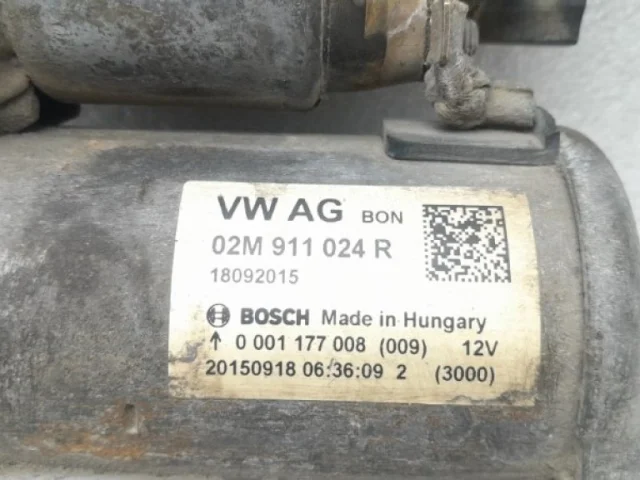 VW AG BON
02M 911 024 R
18092015
BOSCH Made in Hungary
↑ 0 001 177 008 (009) 12V
20150918 06:36:09 2 (3000)